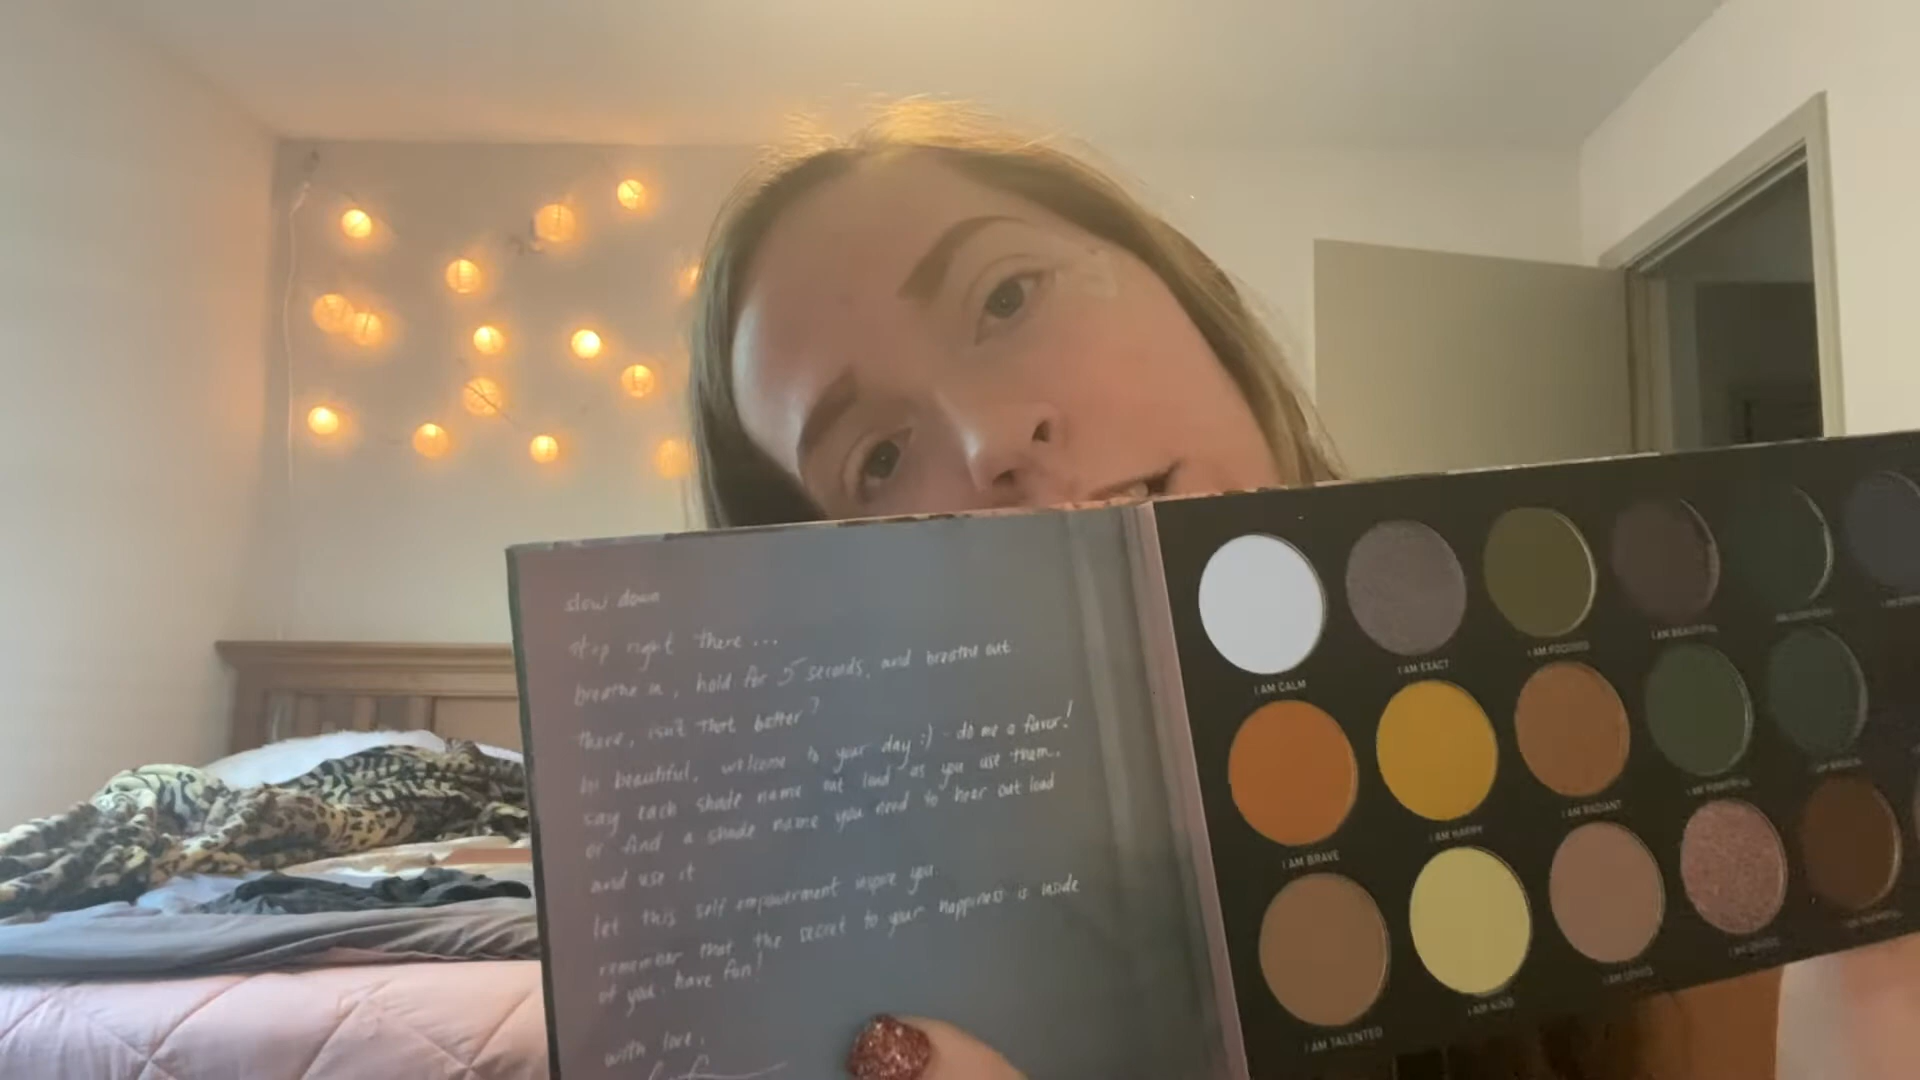 slow down
stop right there...
breathe in, hold for 5 seconds, and breathe out
there, isn't that better?
hi beautiful, welcome to your day :) - do me a favor!
say each shade name out loud as you use them..
or find a shade name you need to hear out loud
and use it
let this self empowerment inspire you.
remember that the secret to your happiness is inside
of you. have fun!
with love,
I AM CALM
I AM EXACT
I AM FOCUSED
I AM BEAUTIFUL
I AM BRAVE
I AM HAPPY
I AM RADIANT
I AM POWERFUL
I AM TALENTED
I AM KIND